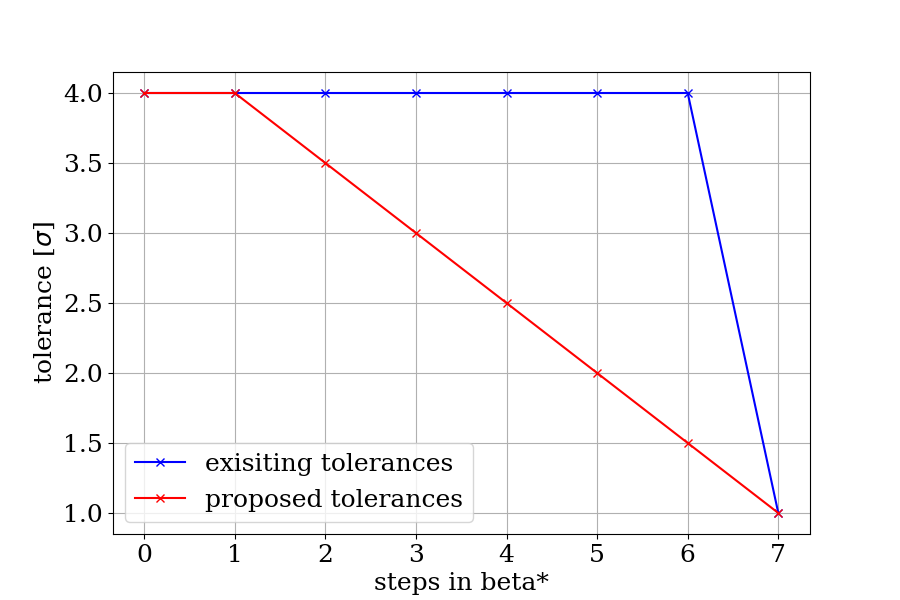 4.0
3.5
3.0
2.5
2.0
1.5
1.0
tolerance [σ]
exisiting tolerances
proposed tolerances
0 1 2 3 4 5 6 7
steps in beta*